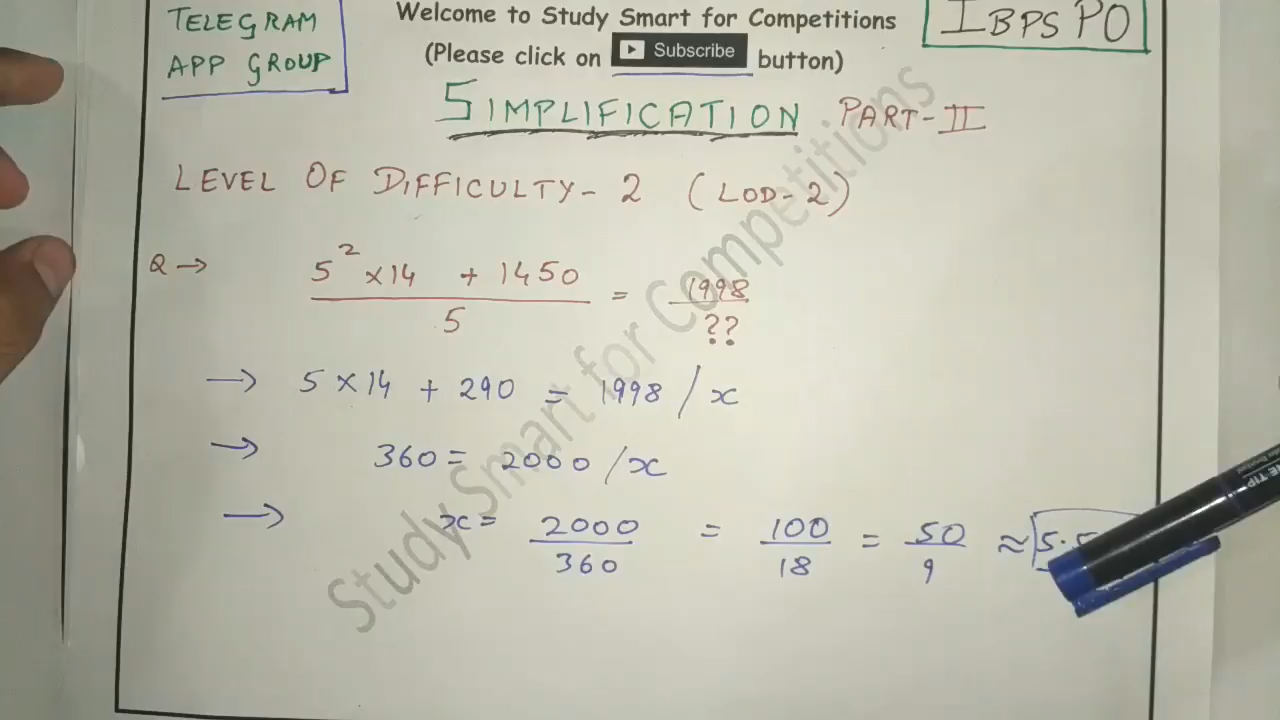 TELEGRAM
APP GROUP
Welcome to Study Smart for Competitions
(Please click on Subscribe button)
IBPS PO
SIMPLIFICATION PART-II
LEVEL OF DIFFICULTY- 2 (LOD-2)
Q → 5² ×14 + 1450 / 5 = 1998 / ??
→ 5 ×14 + 290 = 1998 / x
→ 360 = 2000 / x
→ x = 2000 / 360 = 100 / 18 = 50 / 9 ≈
Study Smart for Competitions